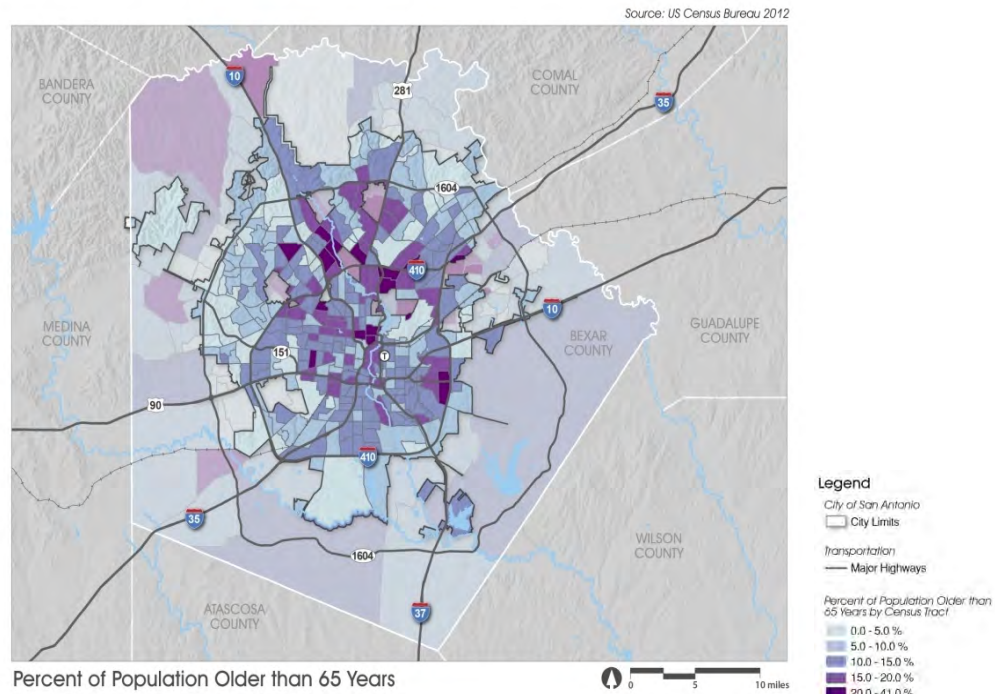 Source: US Census Bureau 2012
BANDERA
COUNTY
COMAL
COUNTY
10
281
35
1604
410
10
BEXAR
COUNTY
GUADALUPE
COUNTY
MEDINA
COUNTY
151
T
90
410
35
1604
WILSON
COUNTY
ATASCOSA
COUNTY
37
Legend
City of San Antonio
City Limits
Transportation
Major Highways
Percent of Population Older than
65 Years by Census Tract
0.0 - 5.0 %
5.0 - 10.0 %
10.0 - 15.0 %
15.0 - 20.0 %
20.0 - 41.0 %
Percent of Population Older than 65 Years
0 5 10 miles